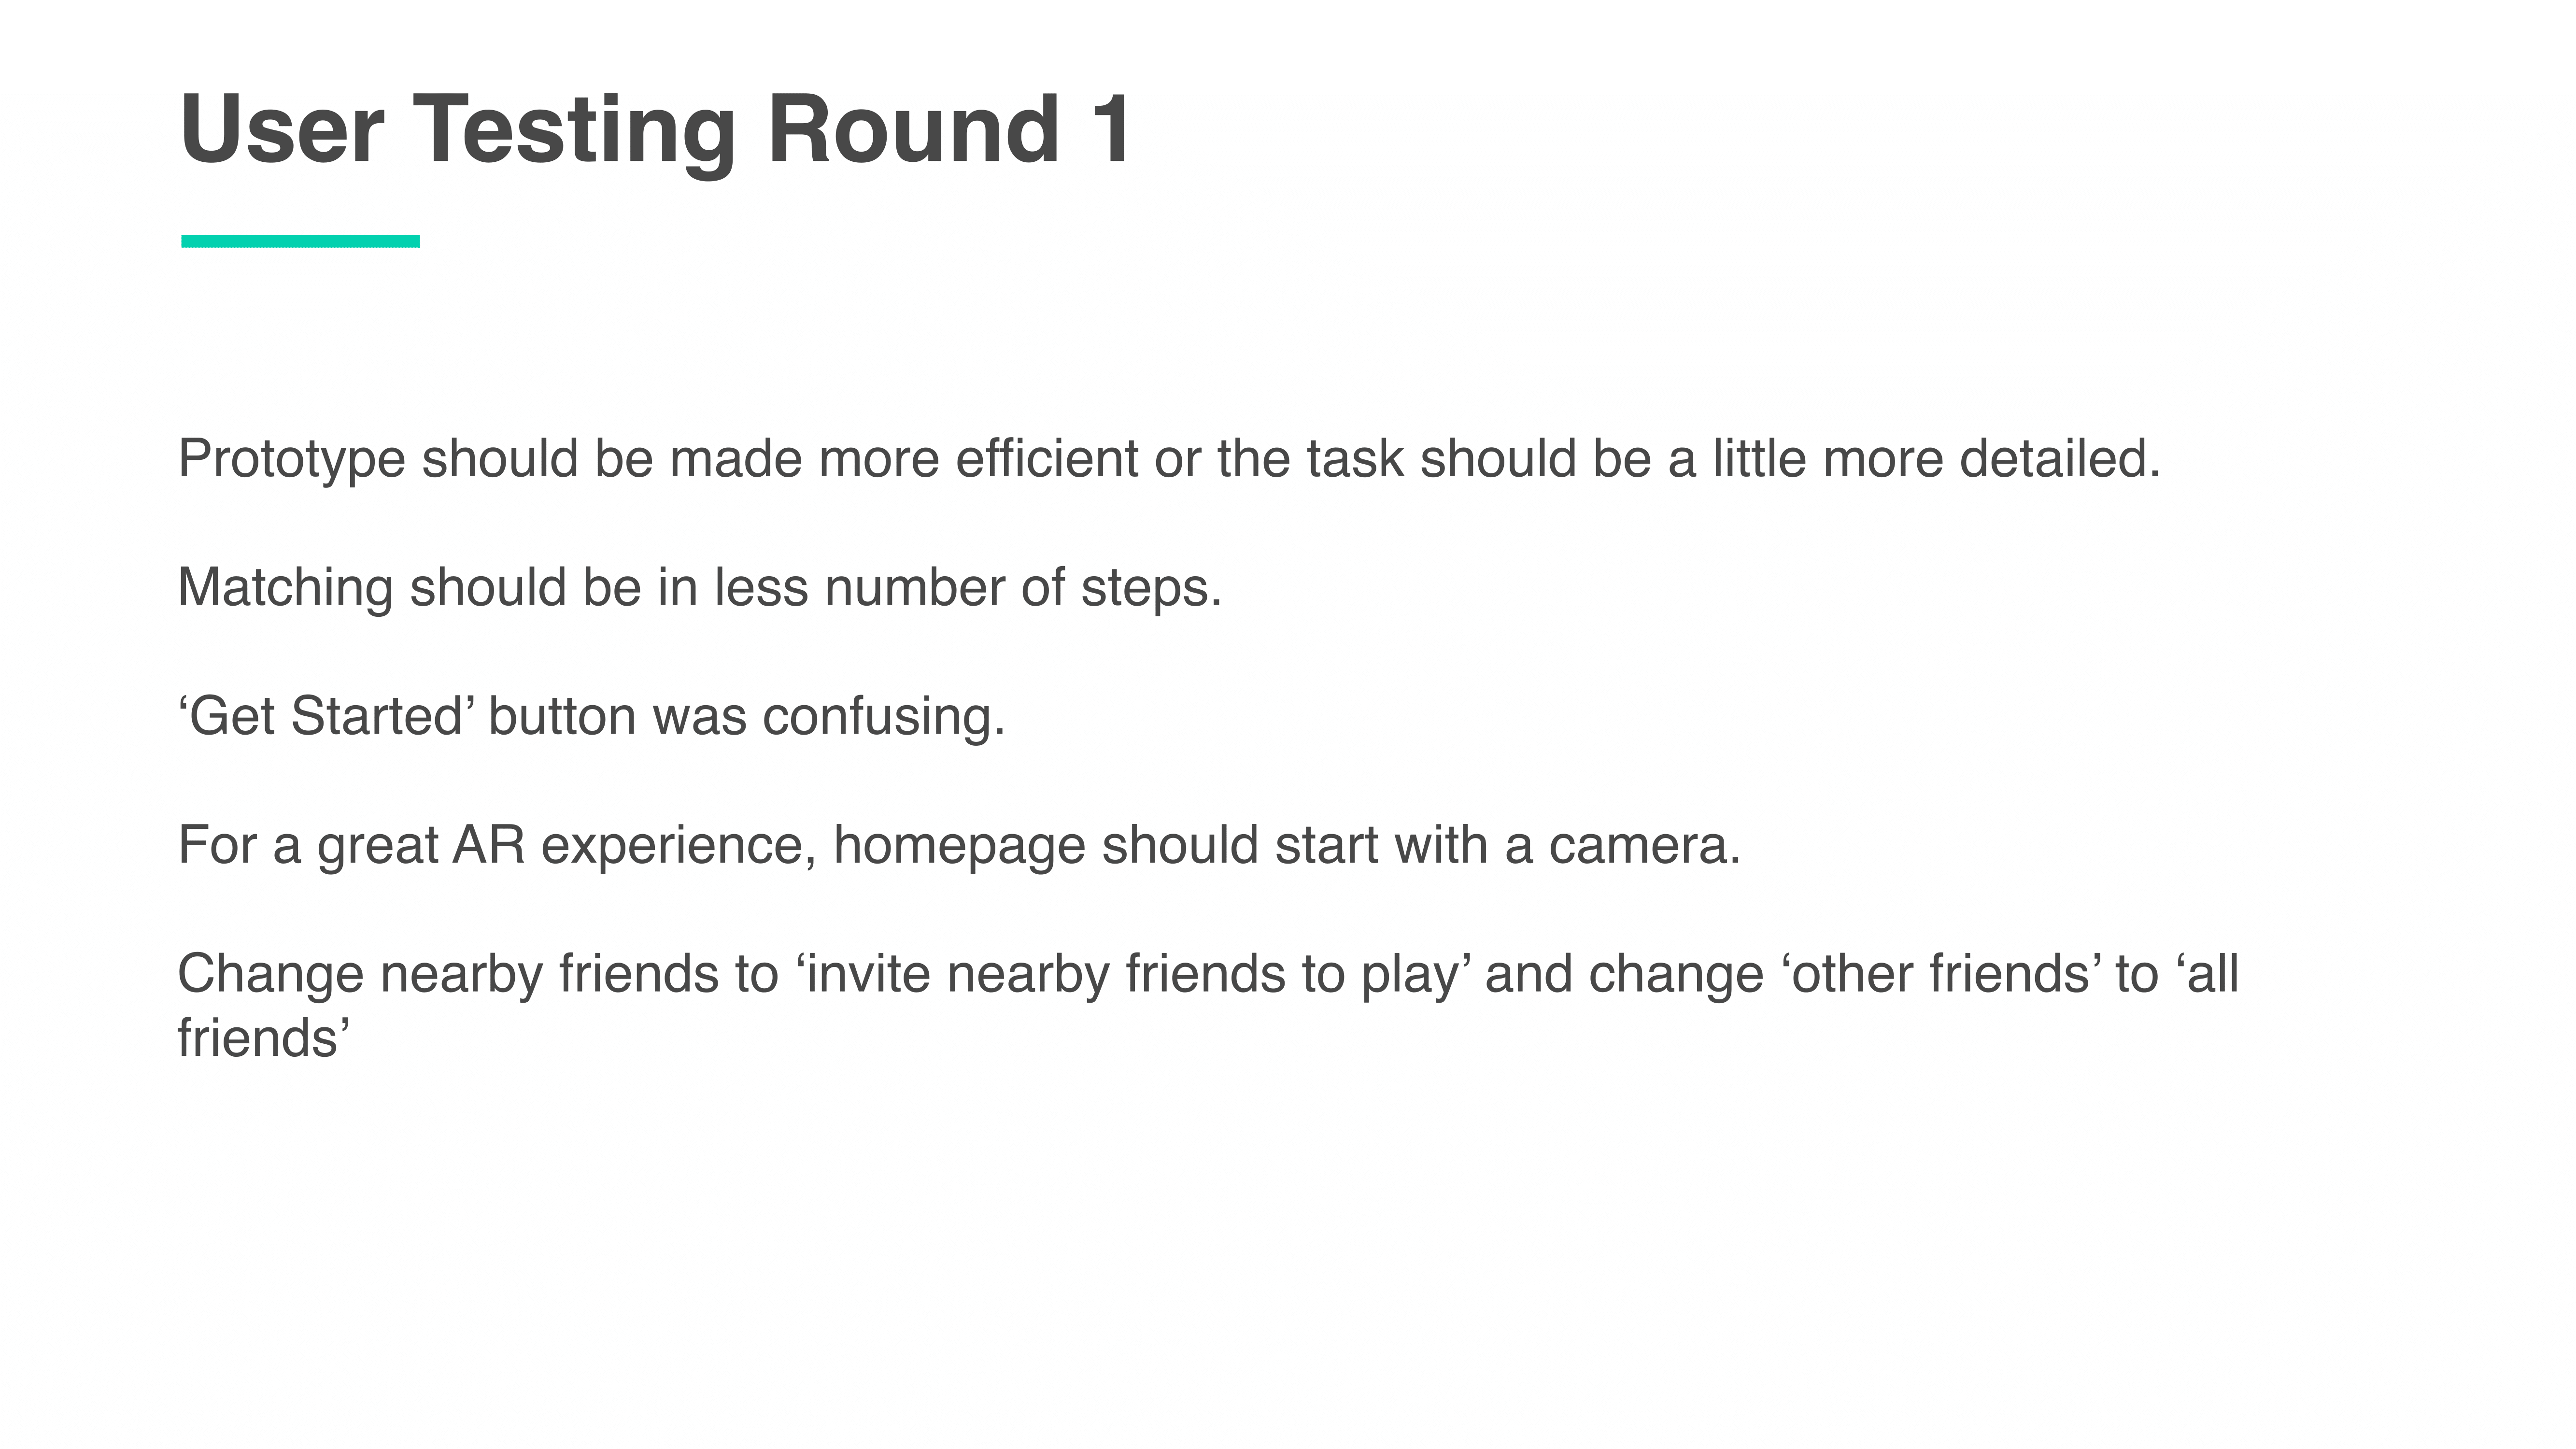 User Testing Round 1
Prototype should be made more efficient or the task should be a little more detailed.
Matching should be in less number of steps.
‘Get Started’ button was confusing.
For a great AR experience, homepage should start with a camera.
Change nearby friends to ‘invite nearby friends to play’ and change ‘other friends’ to ‘all
friends’